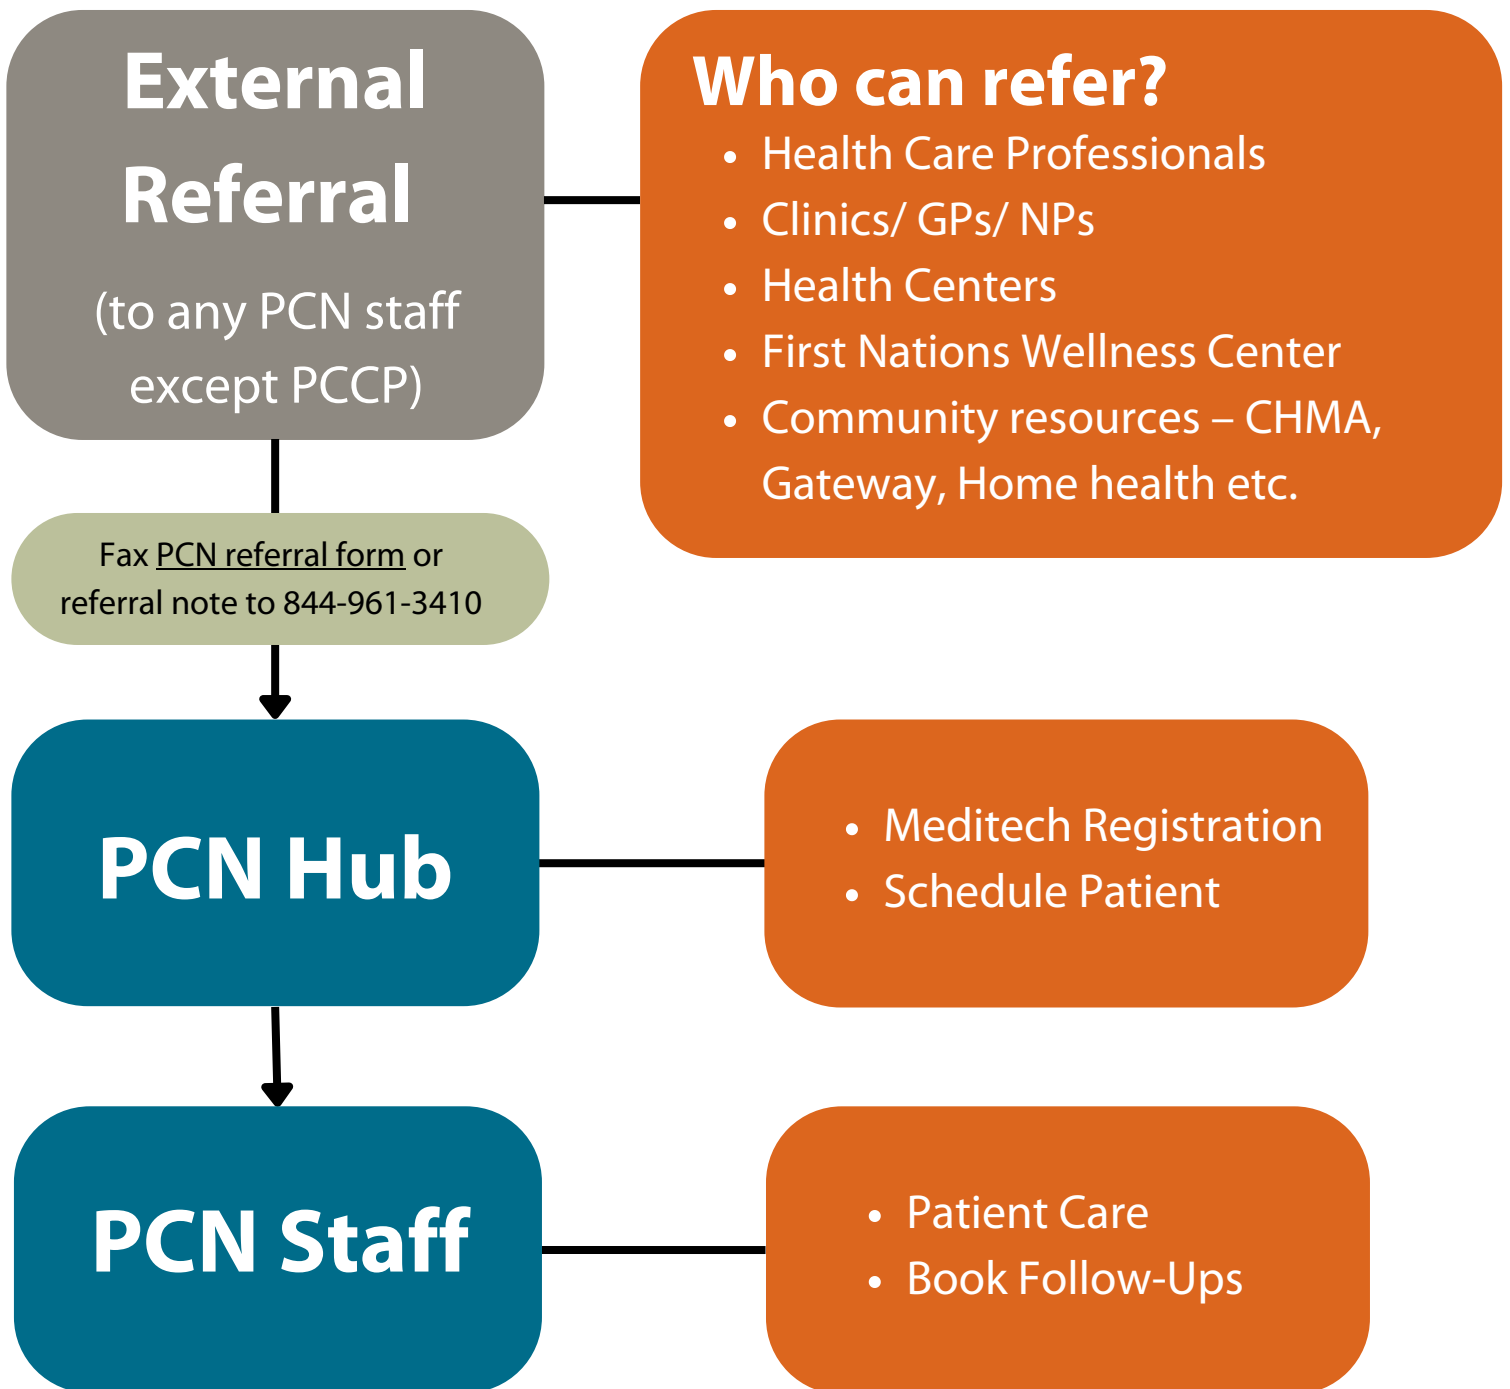 External
Referral
(to any PCN staff
except PCCP)
Who can refer?
• Health Care Professionals
• Clinics/ GPs/ NPs
• Health Centers
• First Nations Wellness Center
• Community resources – CHMA,
Gateway, Home health etc.
Fax PCN referral form or
referral note to 844-961-3410
PCN Hub
• Meditech Registration
• Schedule Patient
PCN Staff
• Patient Care
• Book Follow-Ups